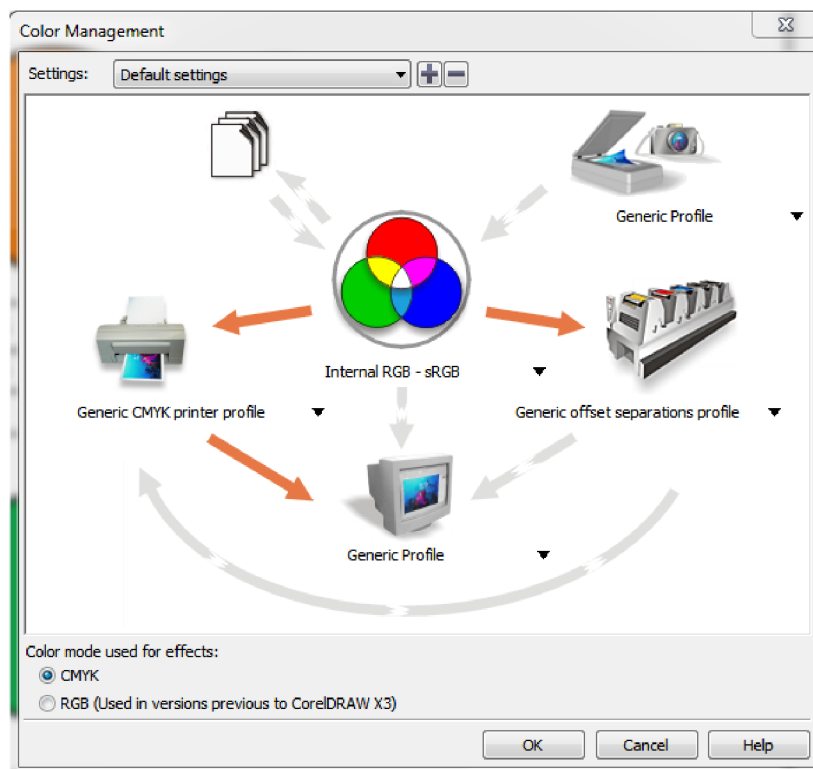 Color Management
Settings: Default settings
Generic Profile
Internal RGB - sRGB
Generic CMYK printer profile
Generic offset separations profile
Generic Profile
Color mode used for effects:
CMYK
RGB (Used in versions previous to CorelDRAW X3)
OK Cancel Help